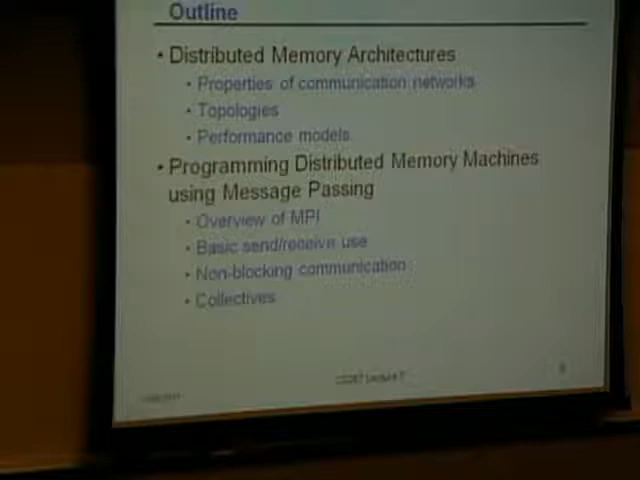 Outline
• Distributed Memory Architectures
• Properties of communication networks
• Topologies
• Performance models
• Programming Distributed Memory Machines
using Message Passing
• Overview of MPI
• Basic send/receive use
• Non-blocking communication
• Collectives